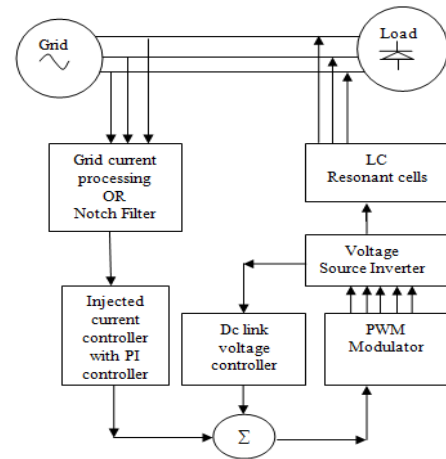 Grid
Load
Grid current
processing
OR
Notch Filter
LC
Resonant cells
Voltage
Source Inverter
Injected
current
controller
with PI
controller
Dc link
voltage
controller
PWM
Modulator
Σ